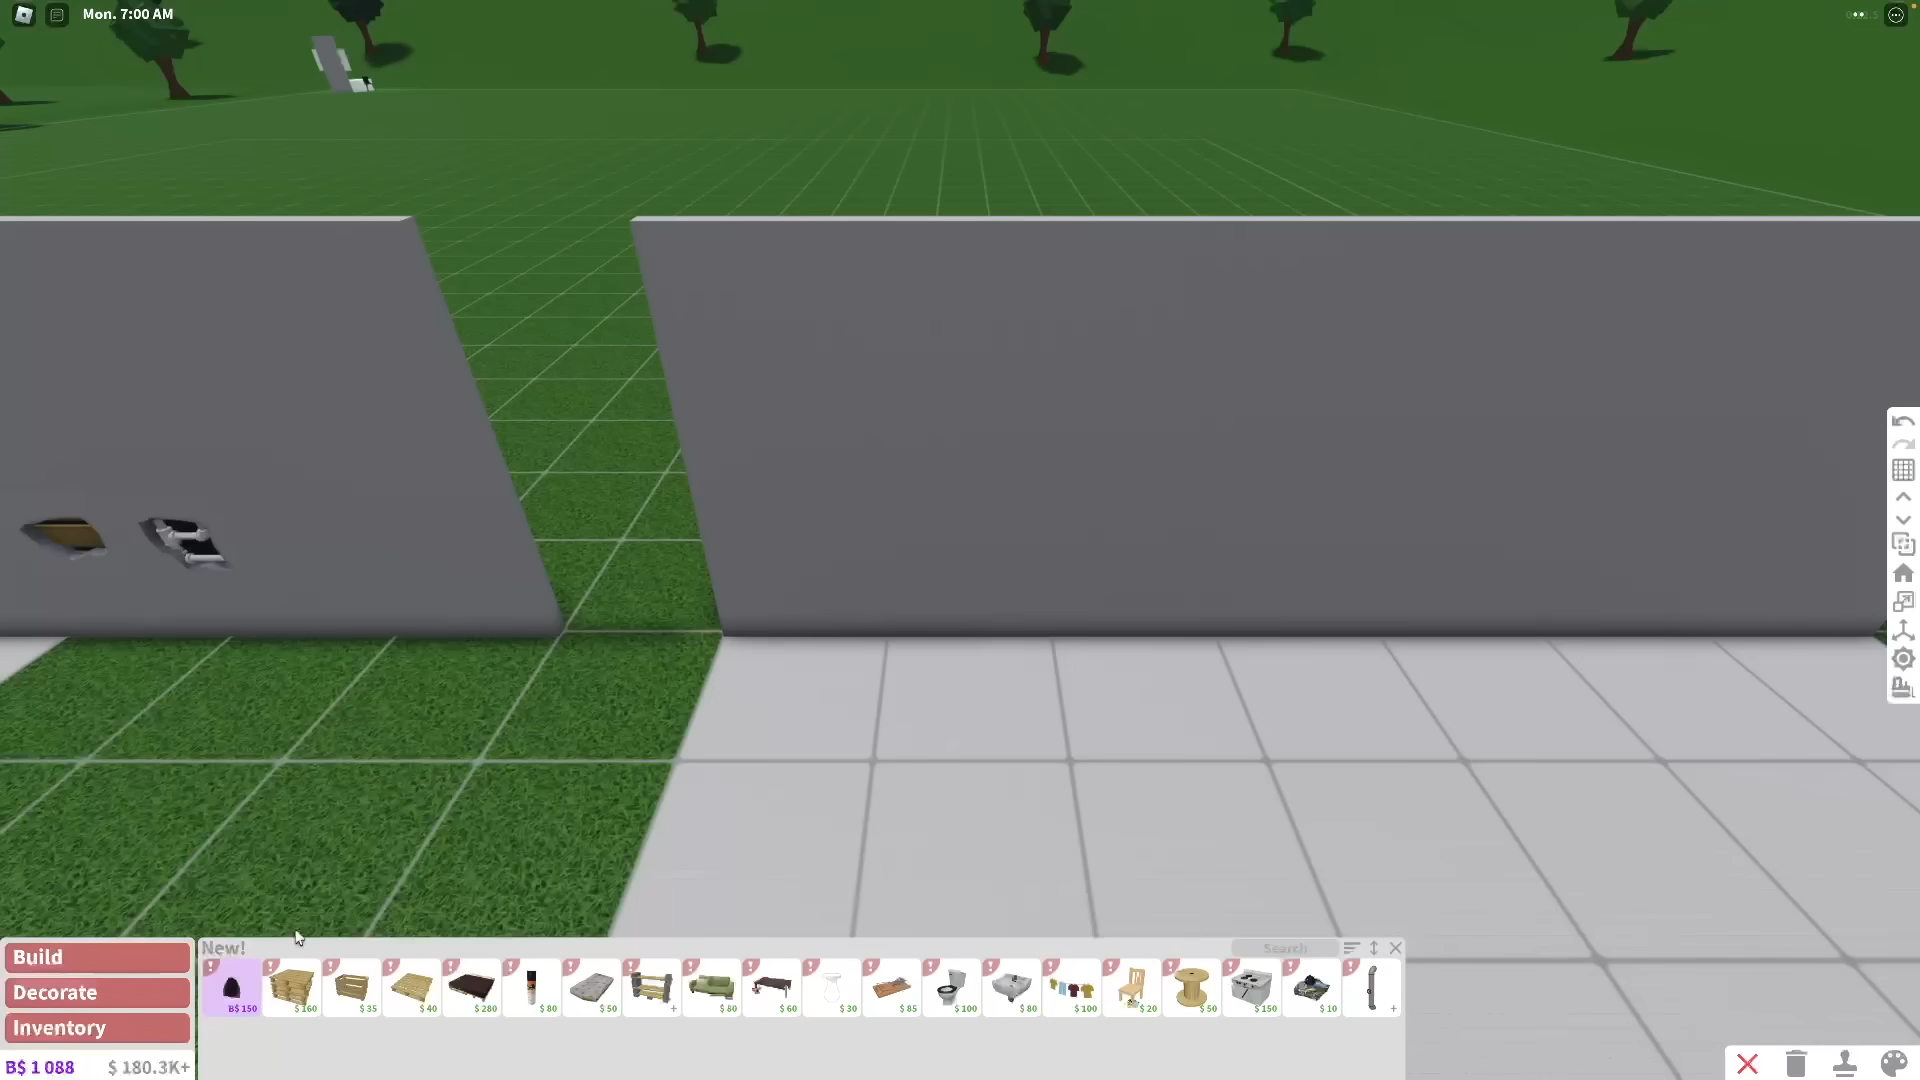 Mon. 7:00 AM
New!
Search
Build
Decorate
Inventory
B$ 1 088
$ 180.3K+
B$ 150
$ 160
$ 35
$ 40
$ 280
$ 80
$ 50
+
$ 80
$ 60
$ 30
$ 85
$ 100
$ 80
$ 100
$ 20
$ 50
$ 150
$ 10
+